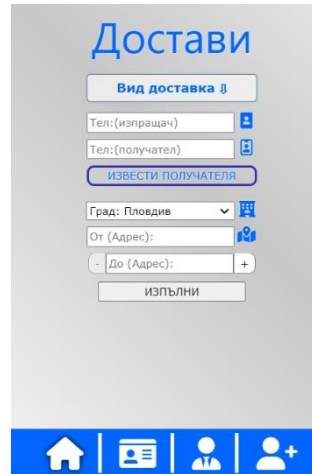 Достави
Вид доставка ⇩
Тел:(изпращач)
Тел:(получател)
ИЗВЕСТИ ПОЛУЧАТЕЛЯ
Град: Пловдив
От (Адрес):
- До (Адрес): +
ИЗПЪЛНИ